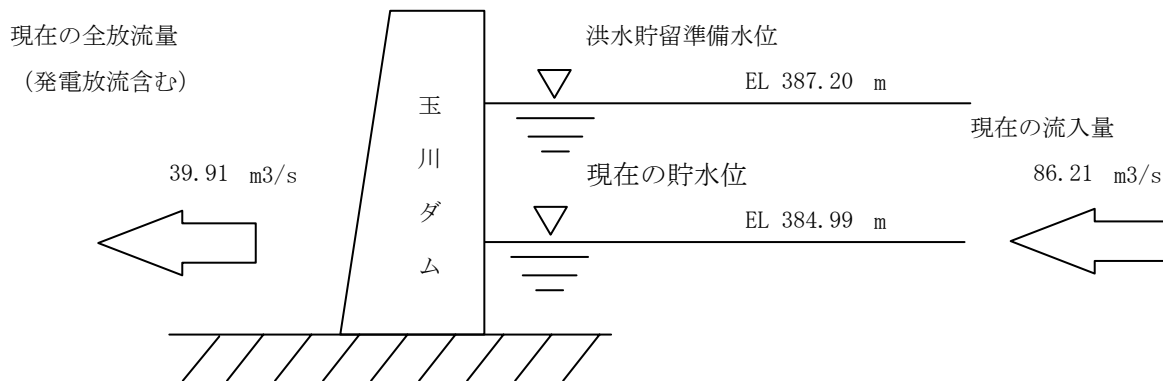 現在の全放流量
(発電放流含む)
39.91 m3/s
玉川ダム
洪水貯留準備水位
EL 387.20 m
現在の貯水位
EL 384.99 m
現在の流入量
86.21 m3/s